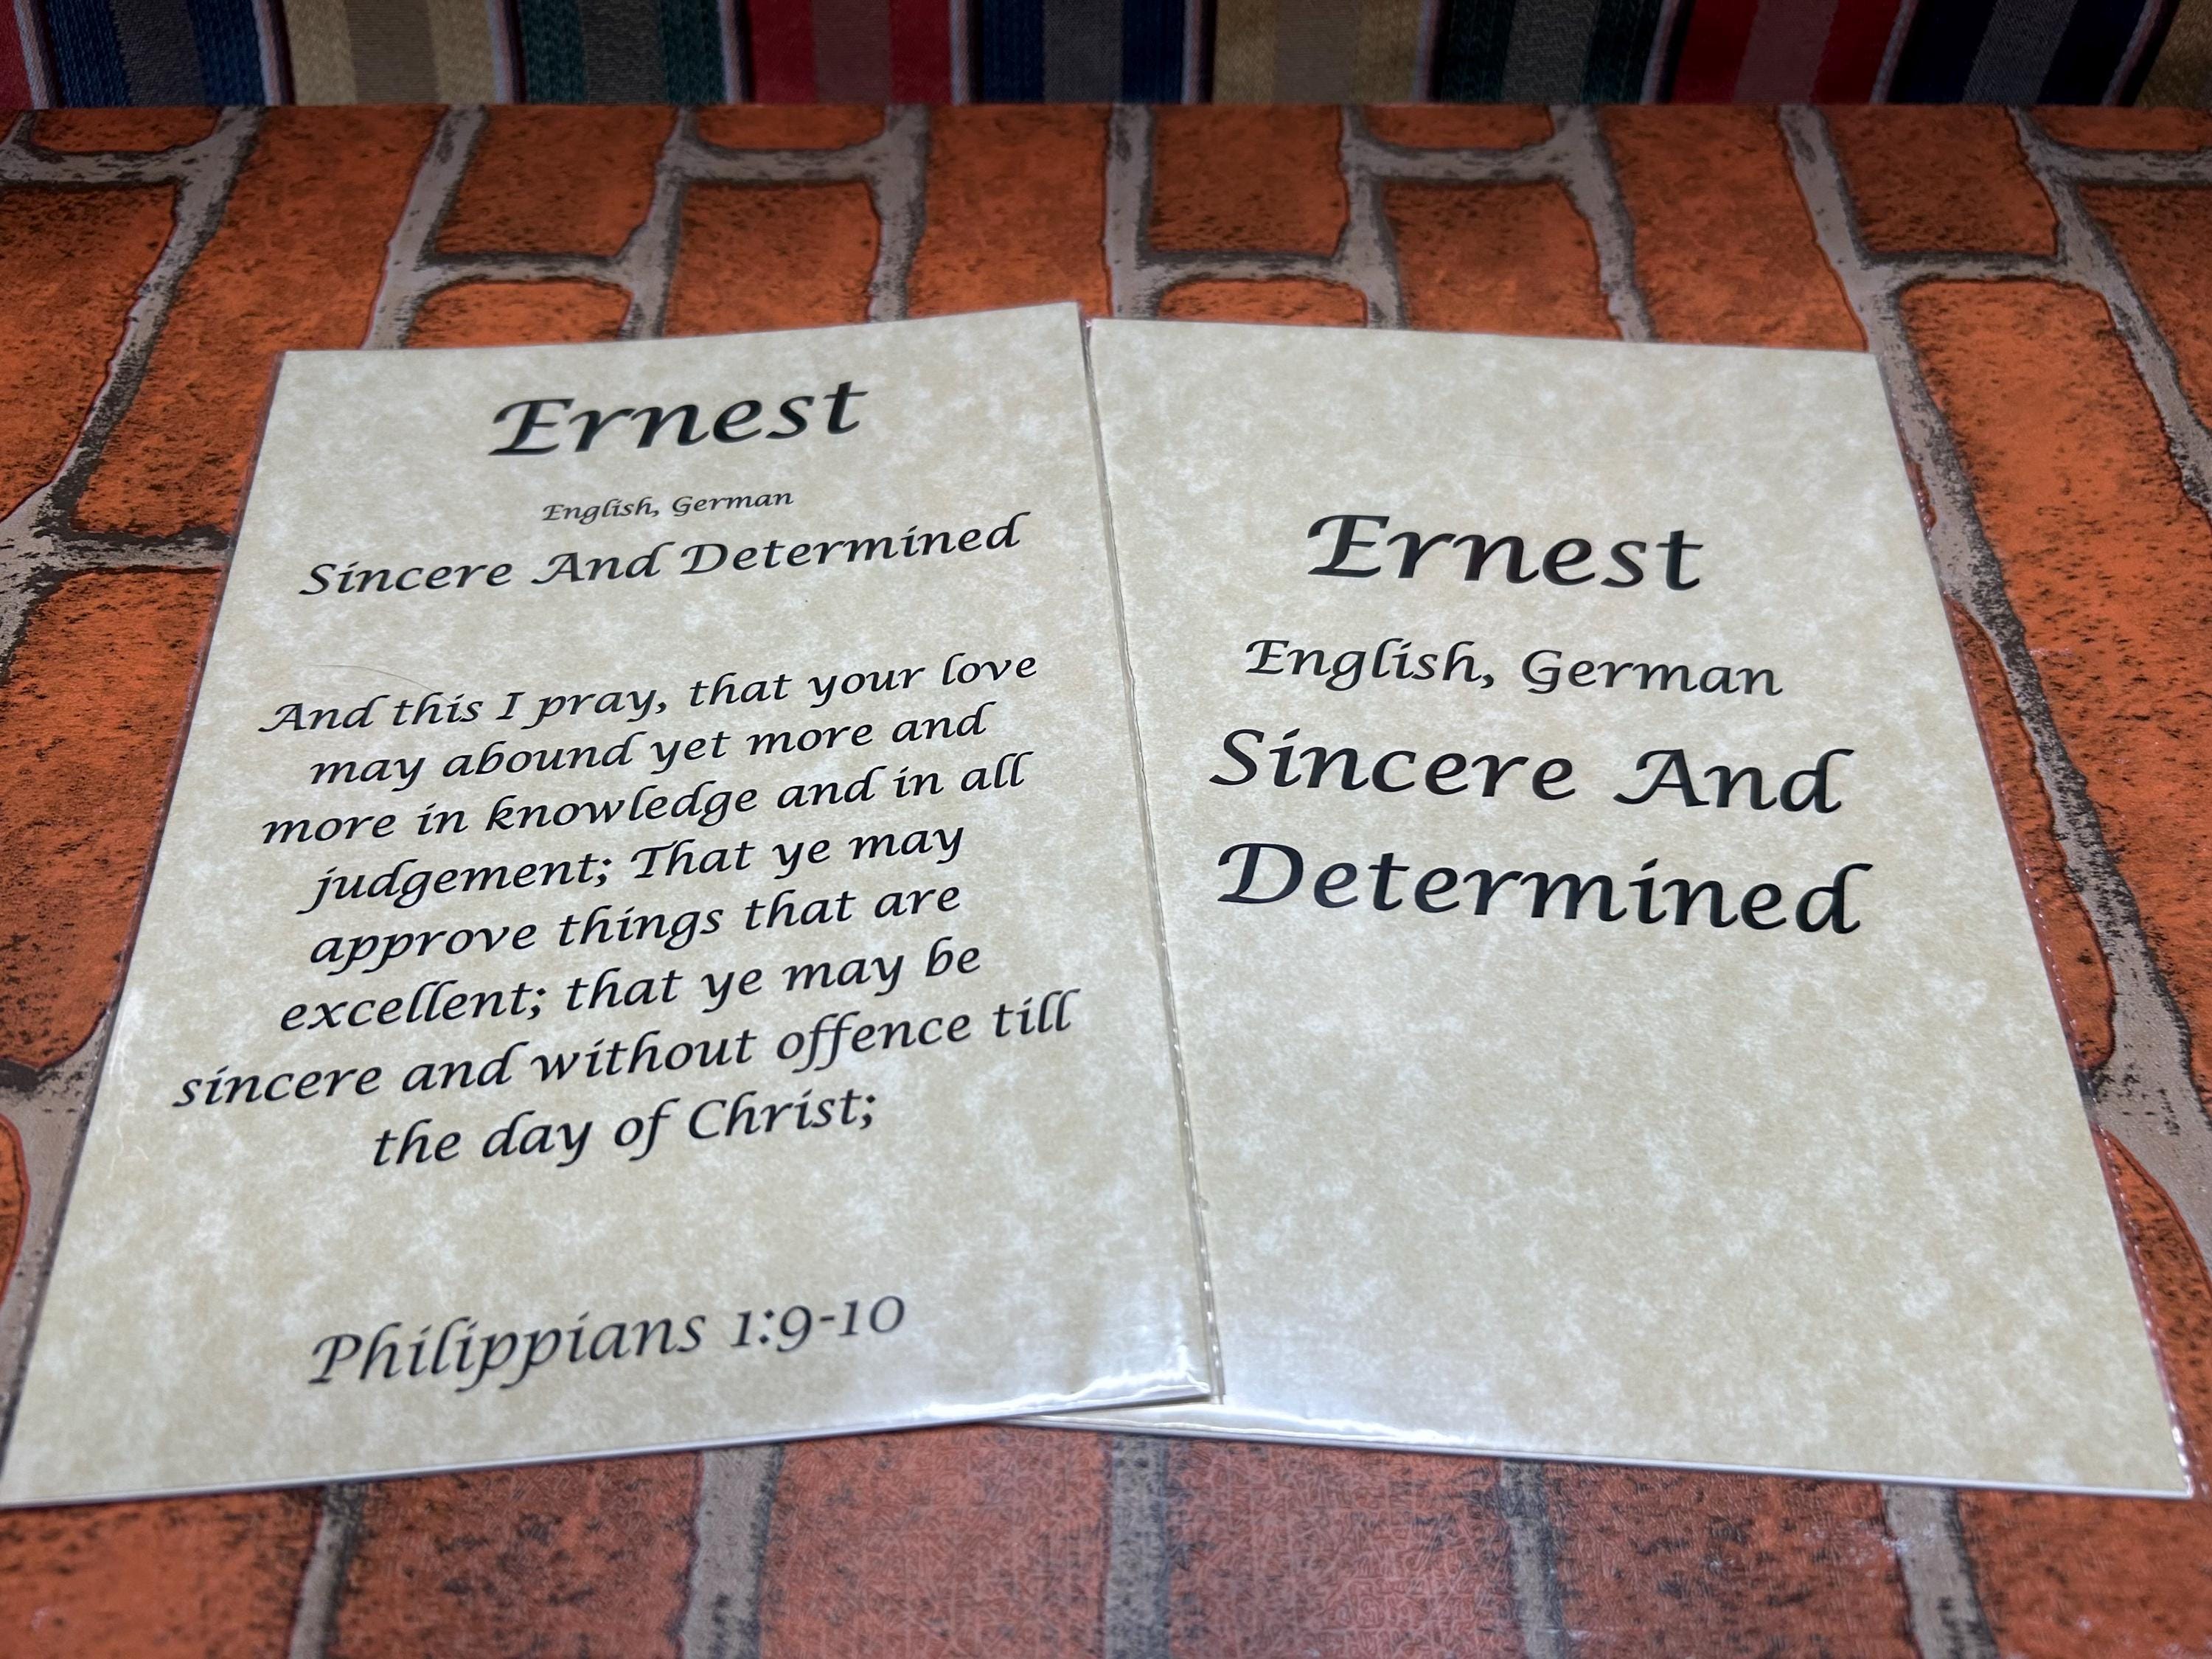 Ernest
English, German
Sincere And Determined
And this I pray, that your love
may abound yet more and
more in knowledge and in all
judgement; That ye may
approve things that are
excellent; that ye may be
sincere and without offence till
the day of Christ;
Philippians 1:9-10
Ernest
English, German
Sincere And
Determined